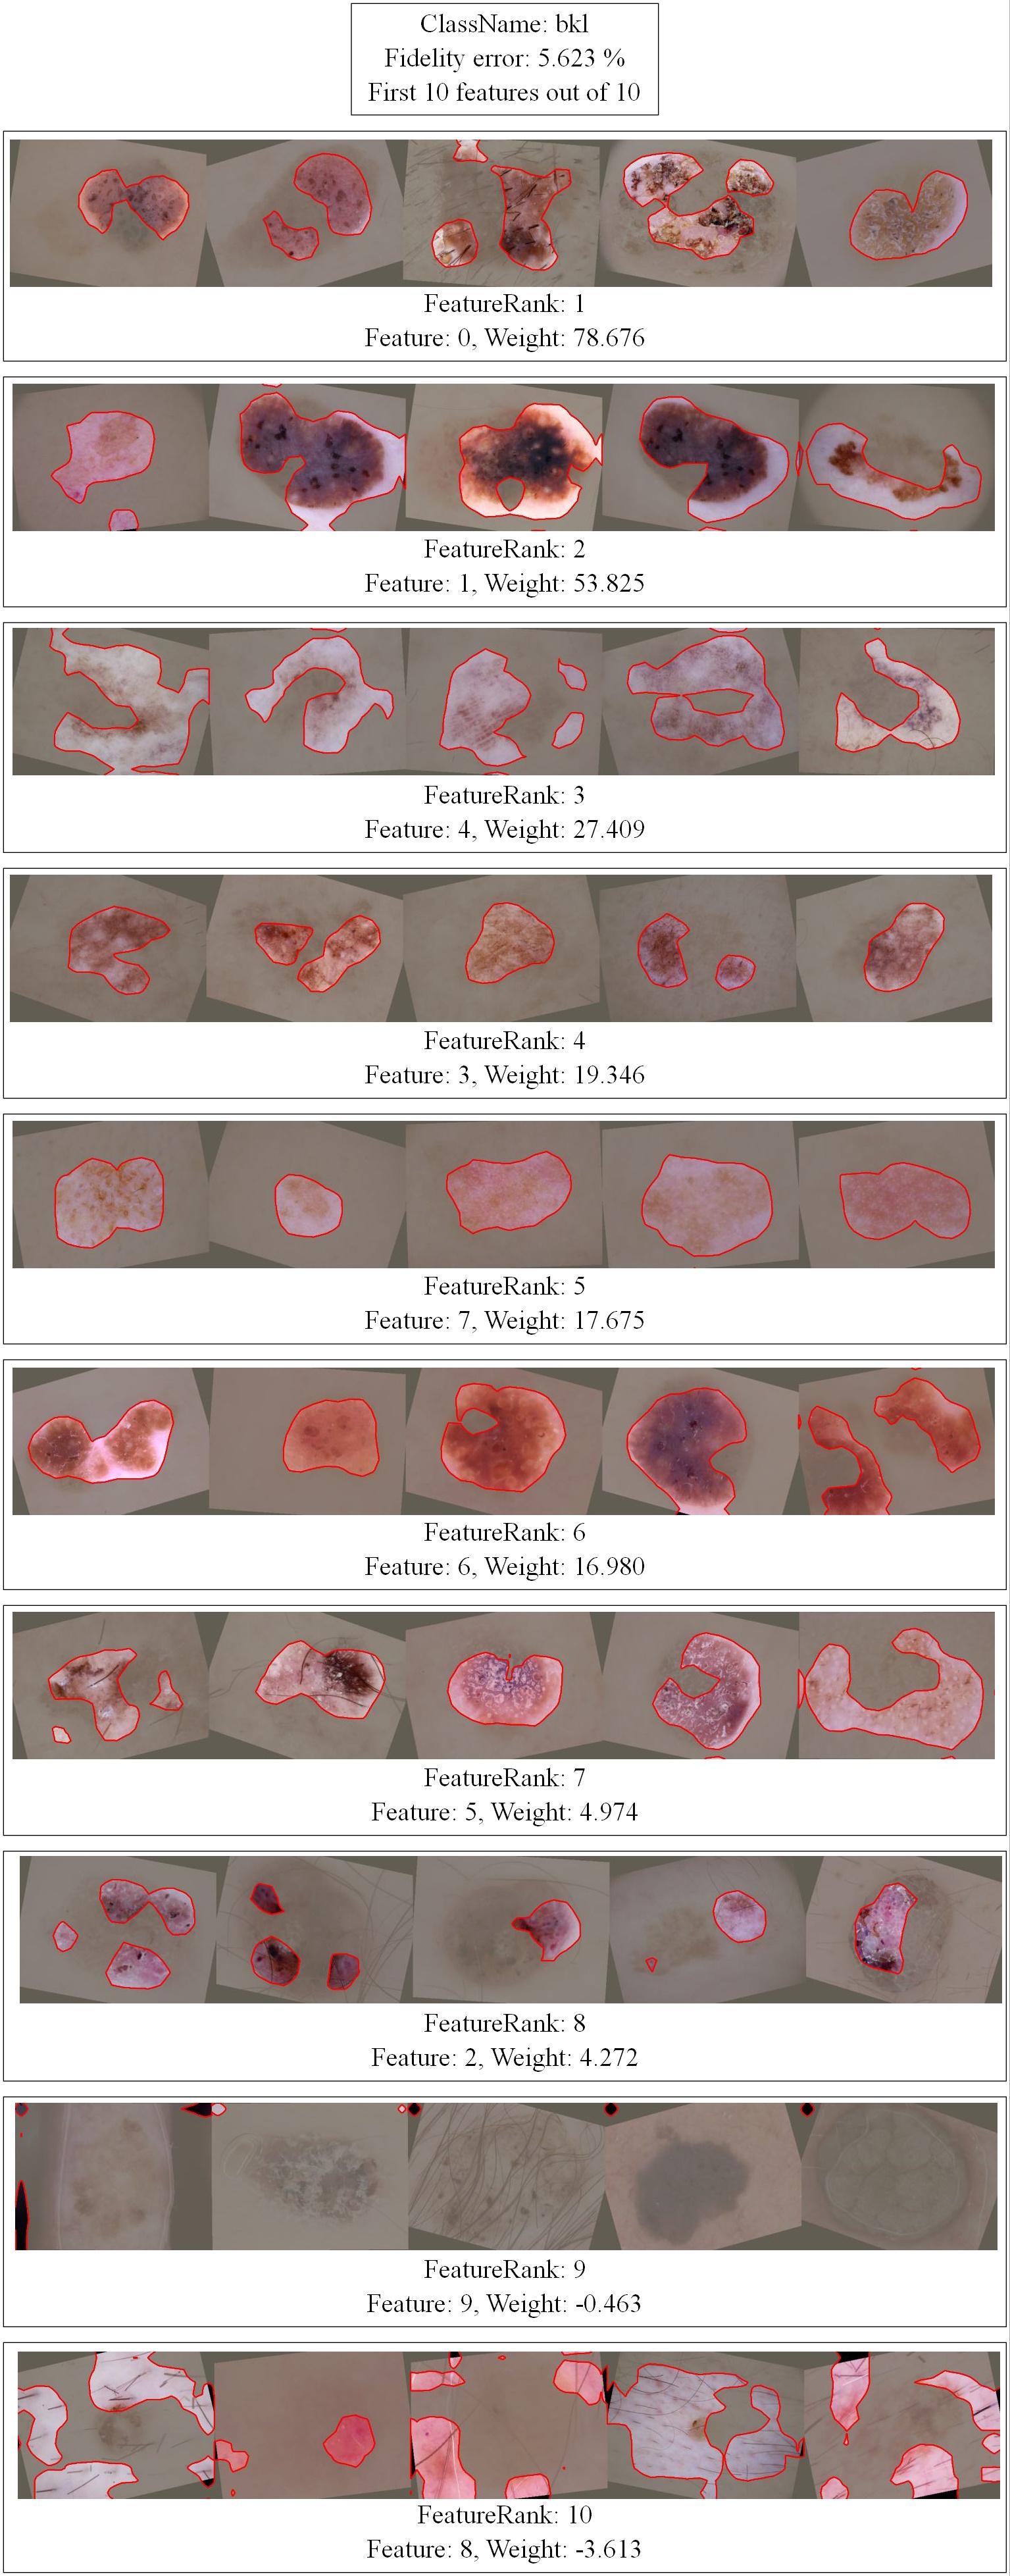 ClassName: bkl
Fidelity error: 5.623 %
First 10 features out of 10
FeatureRank: 1
Feature: 0, Weight: 78.676
FeatureRank: 2
Feature: 1, Weight: 53.825
FeatureRank: 3
Feature: 4, Weight: 27.409
FeatureRank: 4
Feature: 3, Weight: 19.346
FeatureRank: 5
Feature: 7, Weight: 17.675
FeatureRank: 6
Feature: 6, Weight: 16.980
FeatureRank: 7
Feature: 5, Weight: 4.974
FeatureRank: 8
Feature: 2, Weight: 4.272
FeatureRank: 9
Feature: 9, Weight: -0.463
FeatureRank: 10
Feature: 8, Weight: -3.613